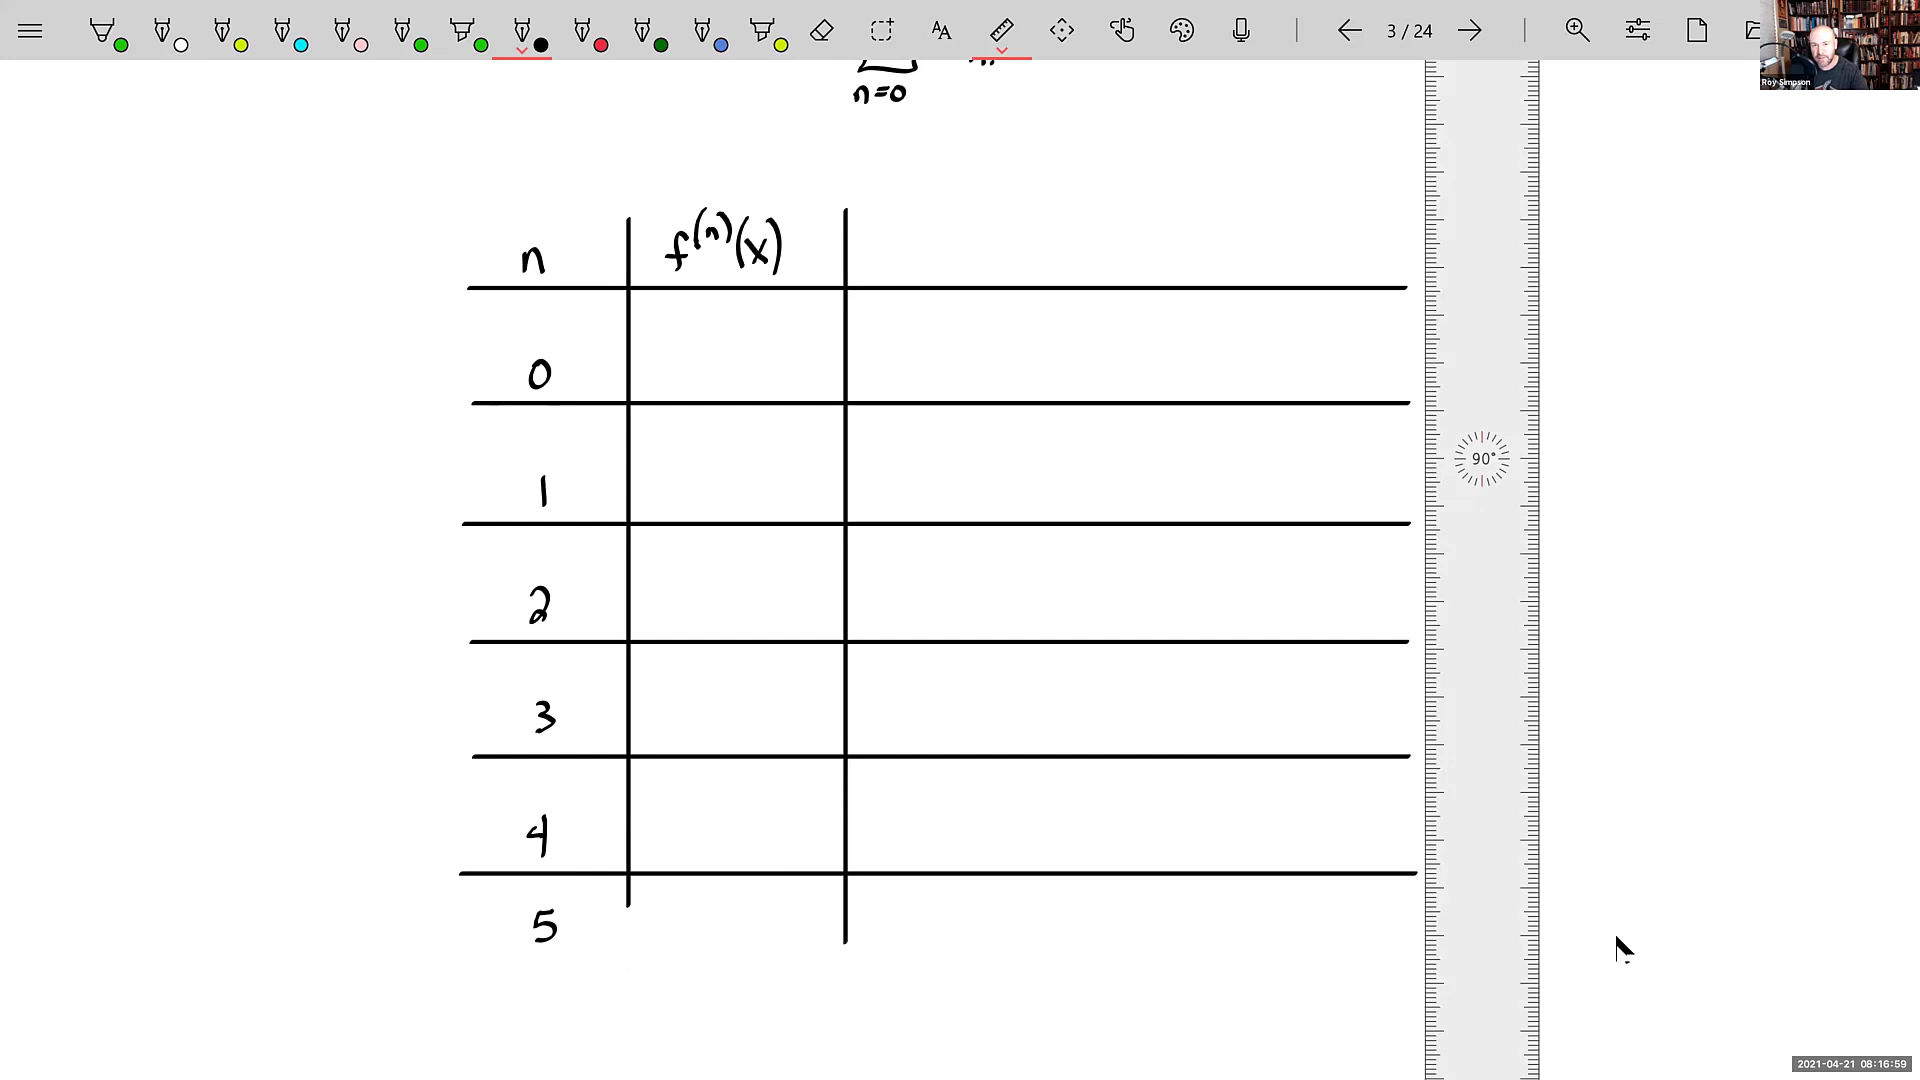 3 / 24
Roy Simpson
n=0
n f⁽ⁿ⁾(x)
0
1
2
3
4
5
90°
2021-04-21 08:16:59